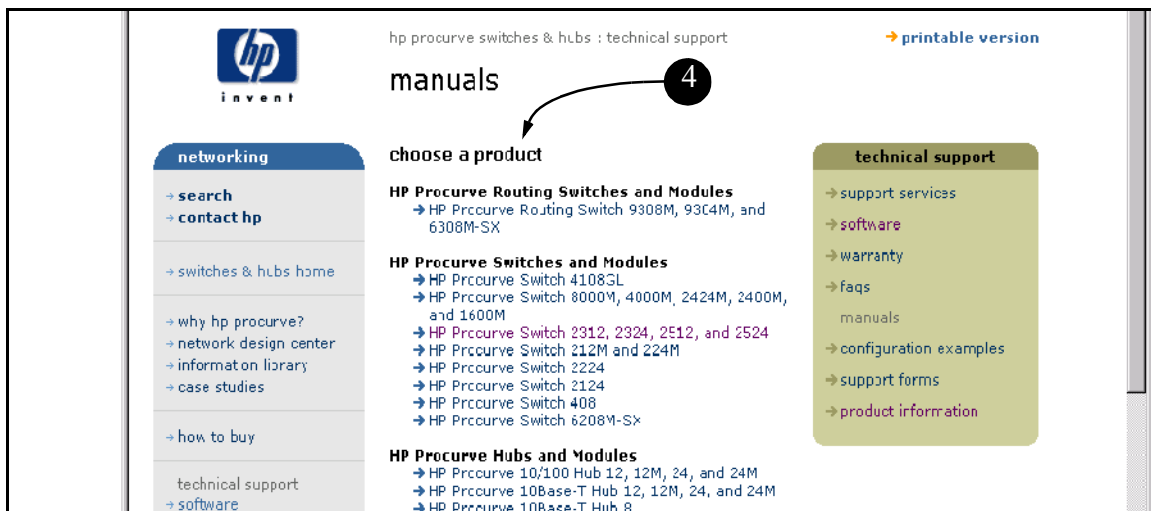 hp
invent
hp procurve switches & hubs : technical support
printable version
manuals
4
networking
search
contact hp
switches & hubs home
why hp procurve?
network design center
information library
case studies
how to buy
technical support
software
choose a product
HP Procurve Routing Switches and Modules
HP Procurve Routing Switch 9308M, 9304M, and
6308M-SX
HP Procurve Switches and Modules
HP Procurve Switch 4108GL
HP Procurve Switch 8000M, 4000M, 2424M, 2400M,
and 1600M
HP Procurve Switch 2312, 2324, 2512, and 2524
HP Procurve Switch 212M and 224M
HP Procurve Switch 2224
HP Procurve Switch 2124
HP Procurve Switch 408
HP Procurve Switch 6208M-SX
HP Procurve Hubs and Modules
HP Procurve 10/100 Hub 12, 12M, 24, and 24M
HP Procurve 10Base-T Hub 12, 12M, 24, and 24M
HP Procurve 10Base-T Hub 8
technical support
support services
software
warranty
faqs
manuals
configuration examples
support forms
product information